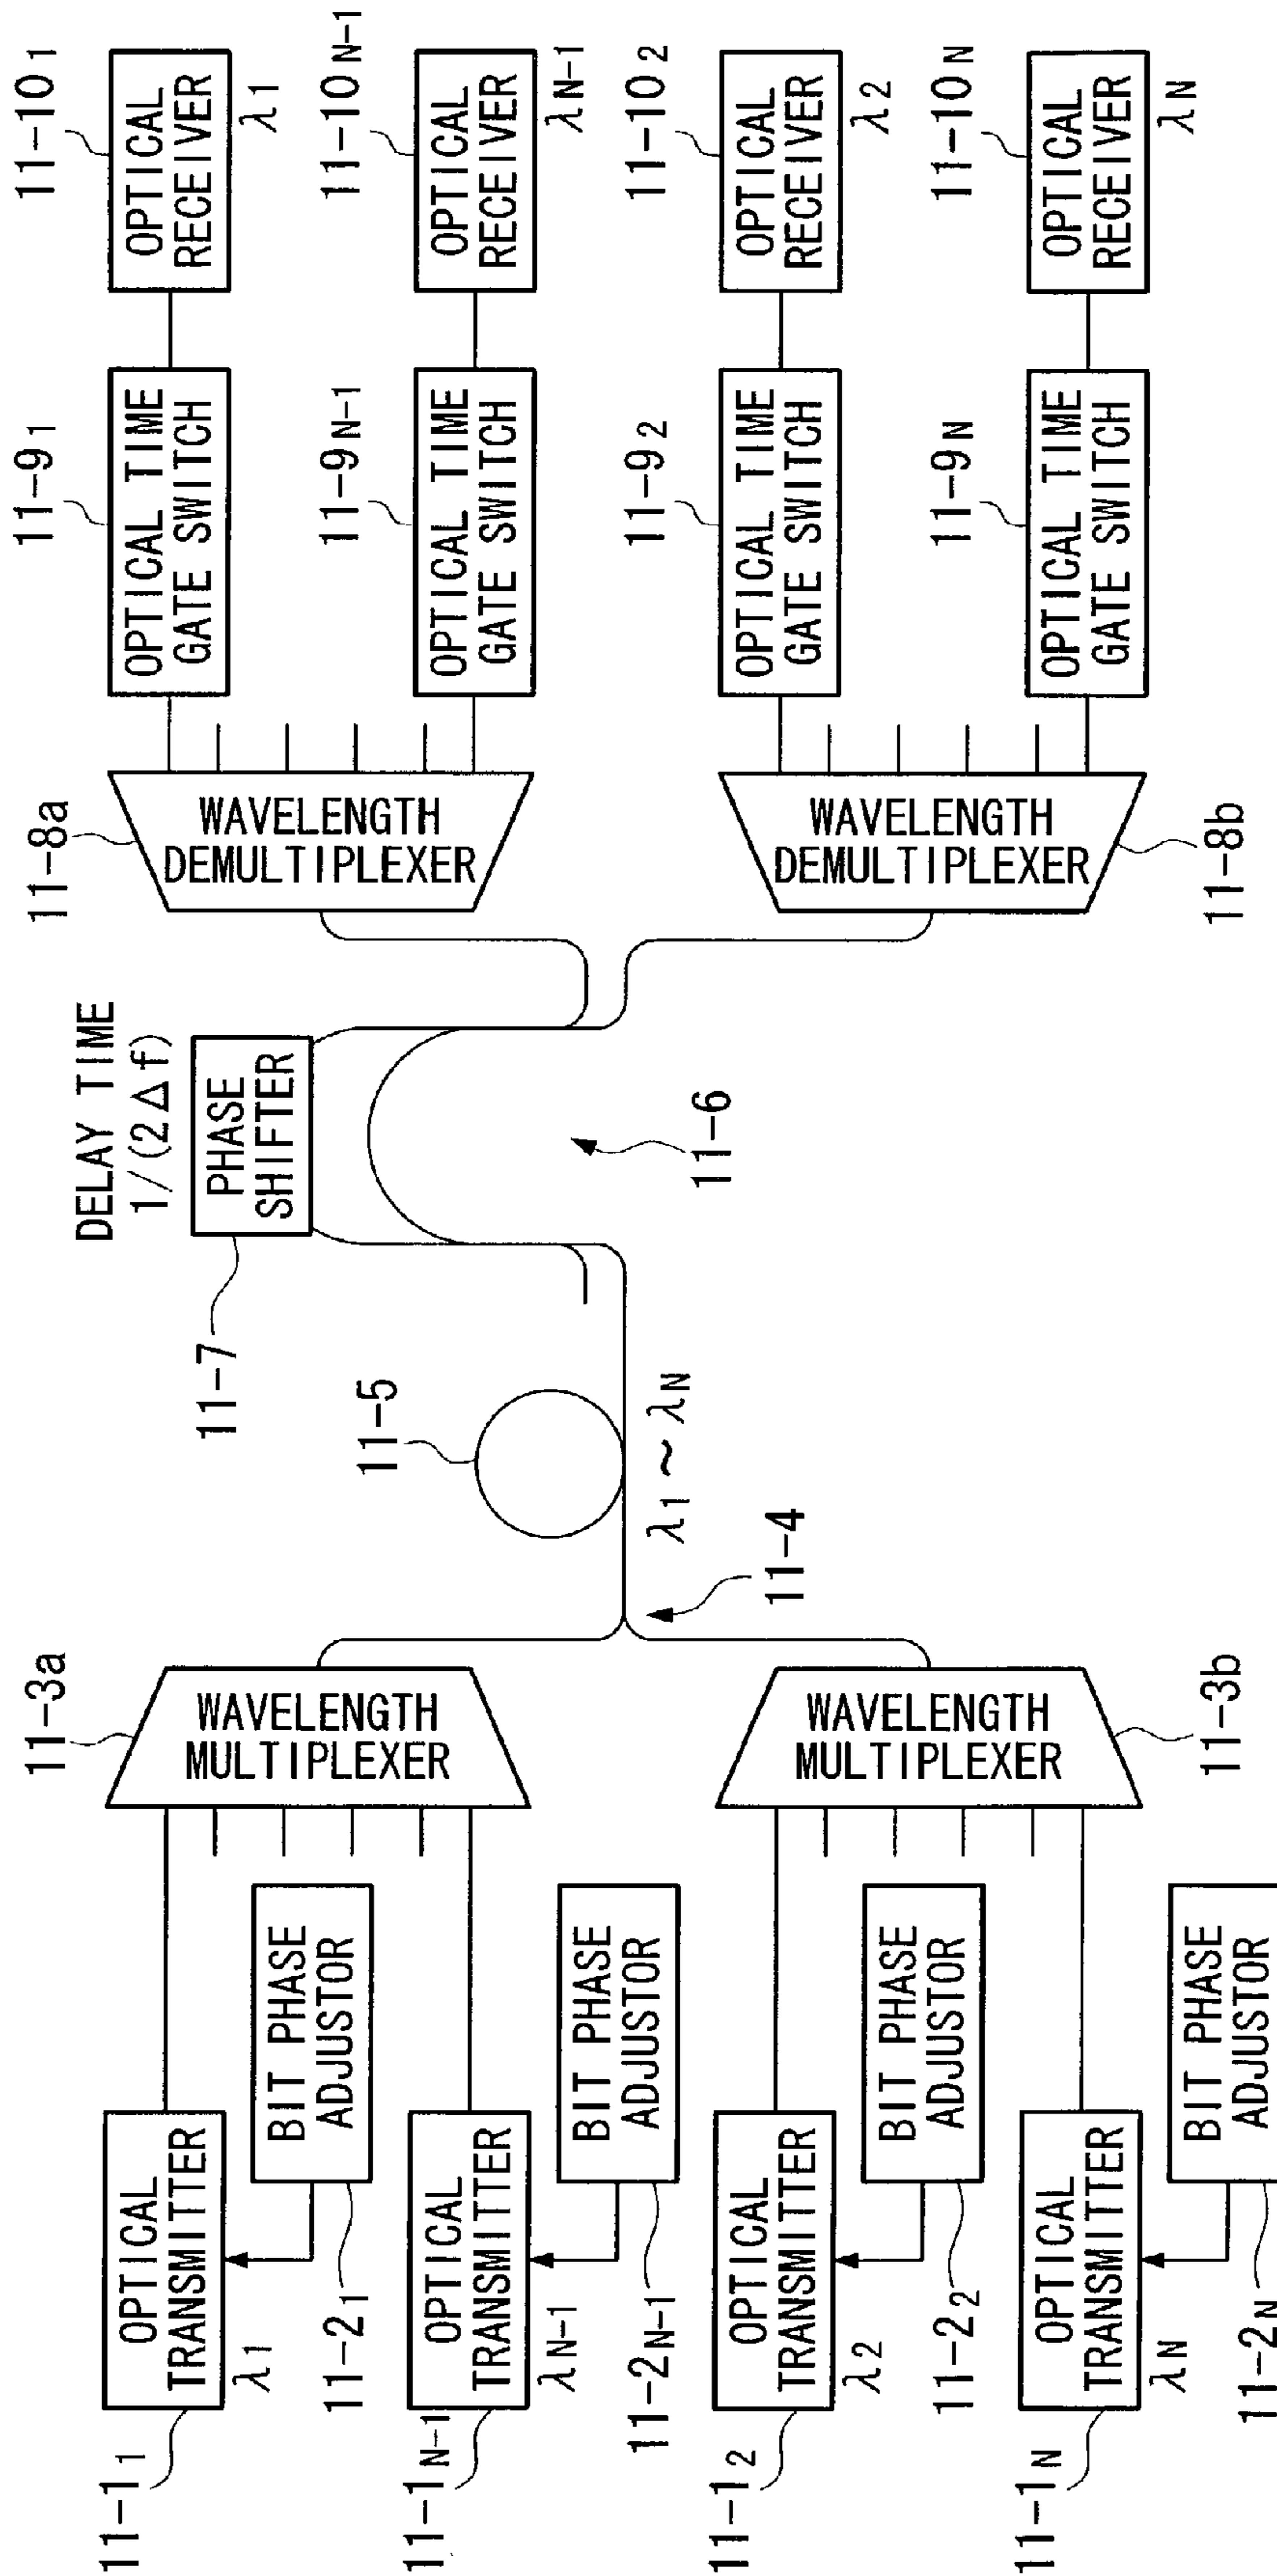 11-1₁
OPTICAL
TRANSMITTER
λ1
11-2₁
BIT PHASE
ADJUSTOR
11-1N-1
OPTICAL
TRANSMITTER
λN-1
11-2N-1
BIT PHASE
ADJUSTOR
11-1₂
OPTICAL
TRANSMITTER
λ2
11-2₂
BIT PHASE
ADJUSTOR
11-1N
OPTICAL
TRANSMITTER
λN
11-2N
BIT PHASE
ADJUSTOR
11-3a
WAVELENGTH
MULTIPLEXER
WAVELENGTH
MULTIPLEXER
11-3b
11-4
11-5
λ1 ~ λN
11-7
DELAY TIME
1/(2Δf)
PHASE
SHIFTER
11-6
11-8a
WAVELENGTH
DEMULTIPLEXER
WAVELENGTH
DEMULTIPLEXER
11-8b
11-9₁
OPTICAL TIME
GATE SWITCH
11-9N-1
OPTICAL TIME
GATE SWITCH
11-9₂
OPTICAL TIME
GATE SWITCH
11-9N
OPTICAL TIME
GATE SWITCH
11-10₁
OPTICAL
RECEIVER
λ1
11-10N-1
OPTICAL
RECEIVER
λN-1
11-10₂
OPTICAL
RECEIVER
λ2
11-10N
OPTICAL
RECEIVER
λN